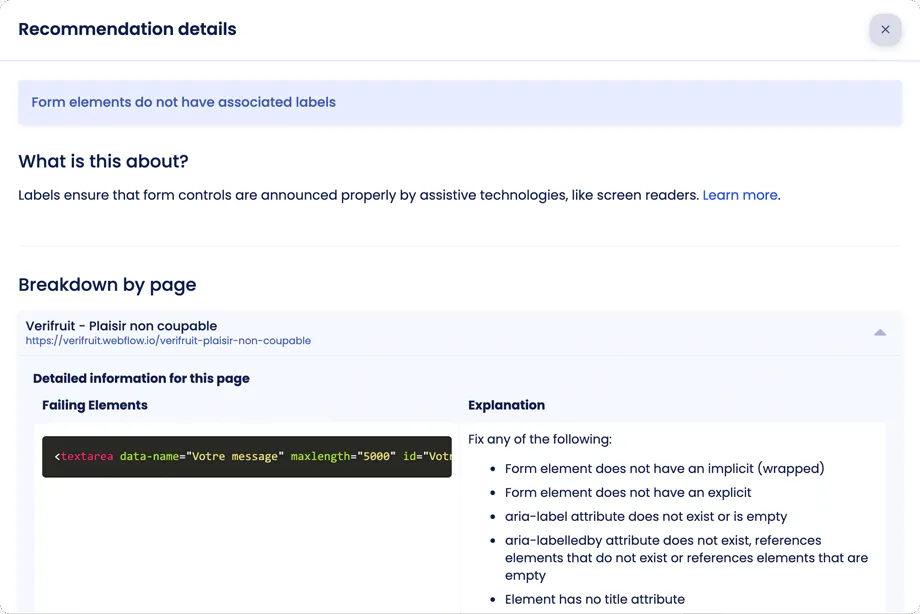 Recommendation details
Form elements do not have associated labels
What is this about?
Labels ensure that form controls are announced properly by assistive technologies, like screen readers. Learn more.
Breakdown by page
Verifruit - Plaisir non coupable
https://verifruit.webflow.io/verifruit-plaisir-non-coupable
Detailed information for this page
Failing Elements
<textarea data-name="Votre message" maxlength="5000" id="Votr
Explanation
Fix any of the following:
• Form element does not have an implicit (wrapped)
• Form element does not have an explicit
• aria-label attribute does not exist or is empty
• aria-labelledby attribute does not exist, references
elements that do not exist or references elements that are
empty
• Element has no title attribute